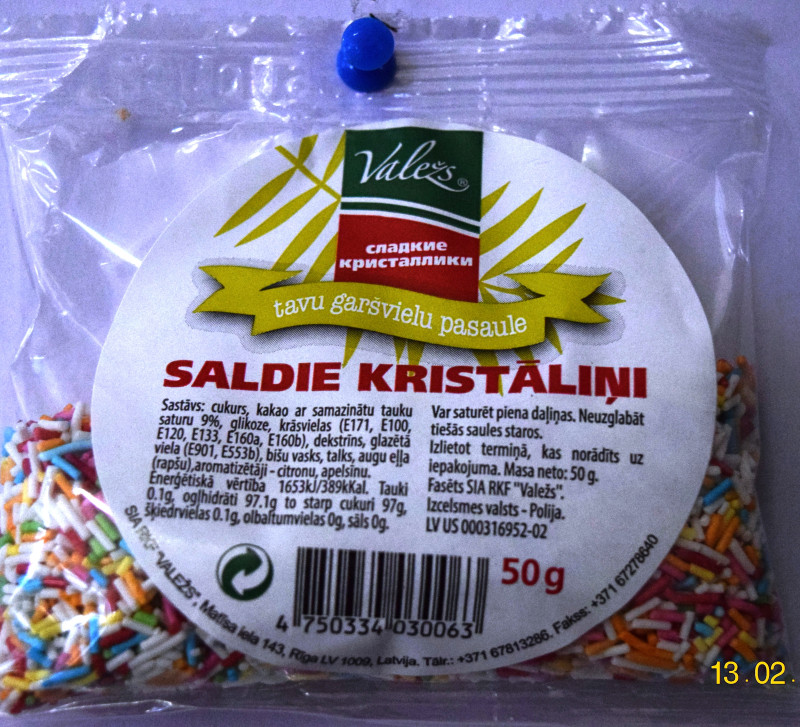 Valežs®
сладкие
кристаллики
tavu garšvielu pasaule
SALDIE KRISTĀLIŅI
Sastāvs: cukurs, kakao ar samazinātu tauku
saturu 9%, glikoze, krāsvielas (E171, E100,
E120, E133, E160a, E160b), dekstrīns, glazētā
viela (E901, E553b), bišu vasks, talks, augu eļļa
(rapšu),aromatizētāji - citronu, apelsīnu.
Enerģētiskā vērtība 1653kJ/389kKal. Tauki
0.1g, ogļhidrāti 97.1g to starp cukuri 97g,
šķiedrvielas 0.1g, olbaltumvielas 0g, sāls 0g.
Var saturēt piena daļiņas. Neuzglabāt
tiešās saules staros.
Izlietot termiņā, kas norādīts uz
iepakojuma. Masa neto: 50 g.
Fasēts SIA RKF "Valežs".
Izcelsmes valsts - Polija.
LV US 000316952-02
50 g
4 750334 030063
SIA RKF "VALEŽS", Matīsa iela 143, Rīga LV 1009, Latvija. Tālr.: +371 67813286. Fakss: +371 67278640
13.02.